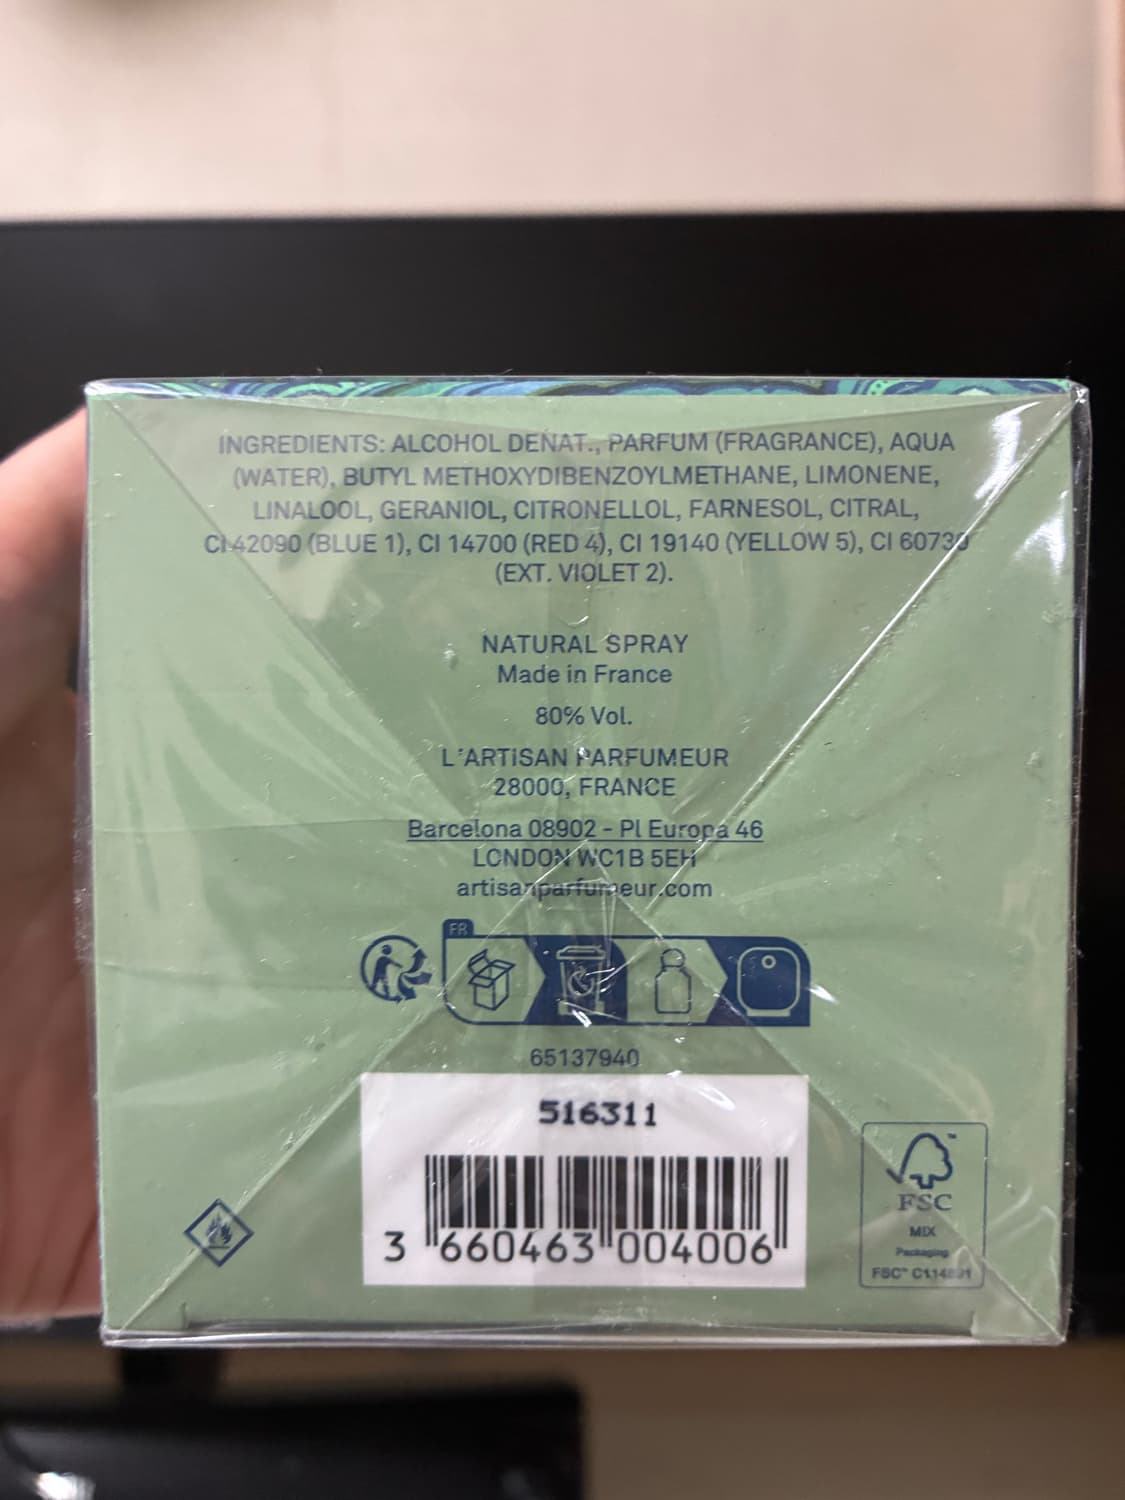 INGREDIENTS: ALCOHOL DENAT., PARFUM (FRAGRANCE), AQUA
(WATER), BUTYL METHOXYDIBENZOYLMETHANE, LIMONENE,
LINALOOL, GERANIOL, CITRONELLOL, FARNESOL, CITRAL,
CI 42090 (BLUE 1), CI 14700 (RED 4), CI 19140 (YELLOW 5), CI 60730
(EXT. VIOLET 2).
NATURAL SPRAY
Made in France
80% Vol.
L'ARTISAN PARFUMEUR
28000, FRANCE
Barcelona 08902 - Pl Europa 46
LONDON WC1B 5EH
artisanparfumeur.com
FR
65137940
516311
3 660463 004006
FSC™
MIX
Packaging
FSC™ C114891